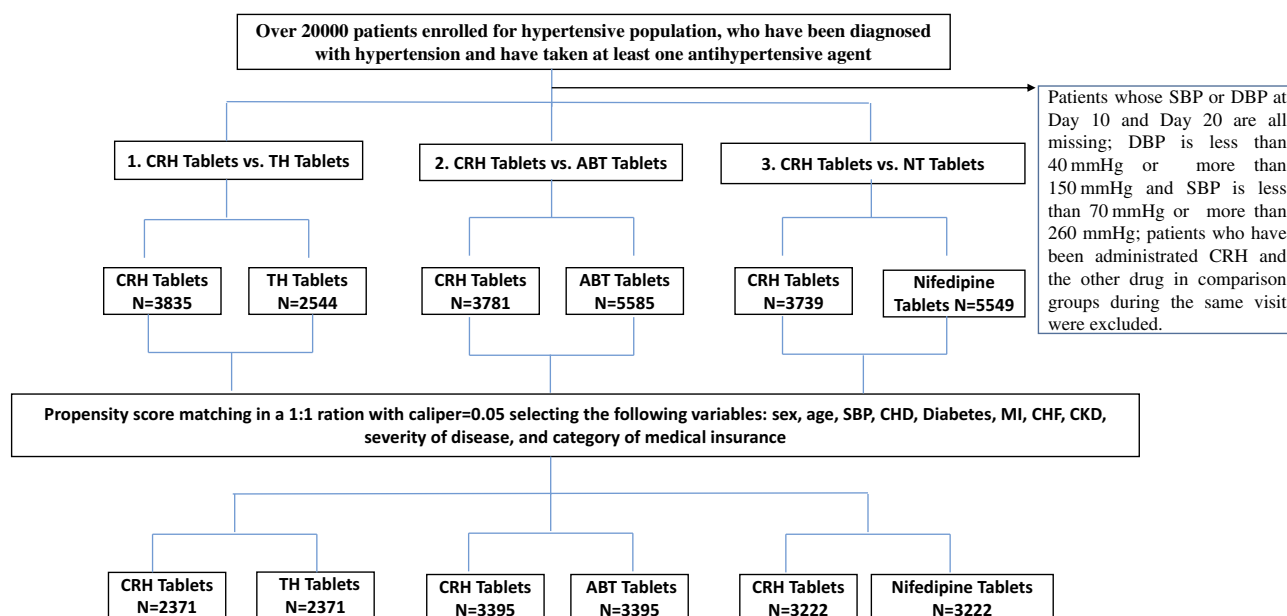 Over 20000 patients enrolled for hypertensive population, who have been diagnosed
with hypertension and have taken at least one antihypertensive agent
Patients whose SBP or DBP at
Day 10 and Day 20 are all
missing; DBP is less than
40 mmHg or more than
150 mmHg and SBP is less
than 70 mmHg or more than
260 mmHg; patients who have
been administrated CRH and
the other drug in comparison
groups during the same visit
were excluded.
1. CRH Tablets vs. TH Tablets
2. CRH Tablets vs. ABT Tablets
3. CRH Tablets vs. NT Tablets
CRH Tablets
N=3835
TH Tablets
N=2544
CRH Tablets
N=3781
ABT Tablets
N=5585
CRH Tablets
N=3739
Nifedipine
Tablets N=5549
Propensity score matching in a 1:1 ration with caliper=0.05 selecting the following variables: sex, age, SBP, CHD, Diabetes, MI, CHF, CKD,
severity of disease, and category of medical insurance
CRH Tablets
N=2371
TH Tablets
N=2371
CRH Tablets
N=3395
ABT Tablets
N=3395
CRH Tablets
N=3222
Nifedipine Tablets
N=3222